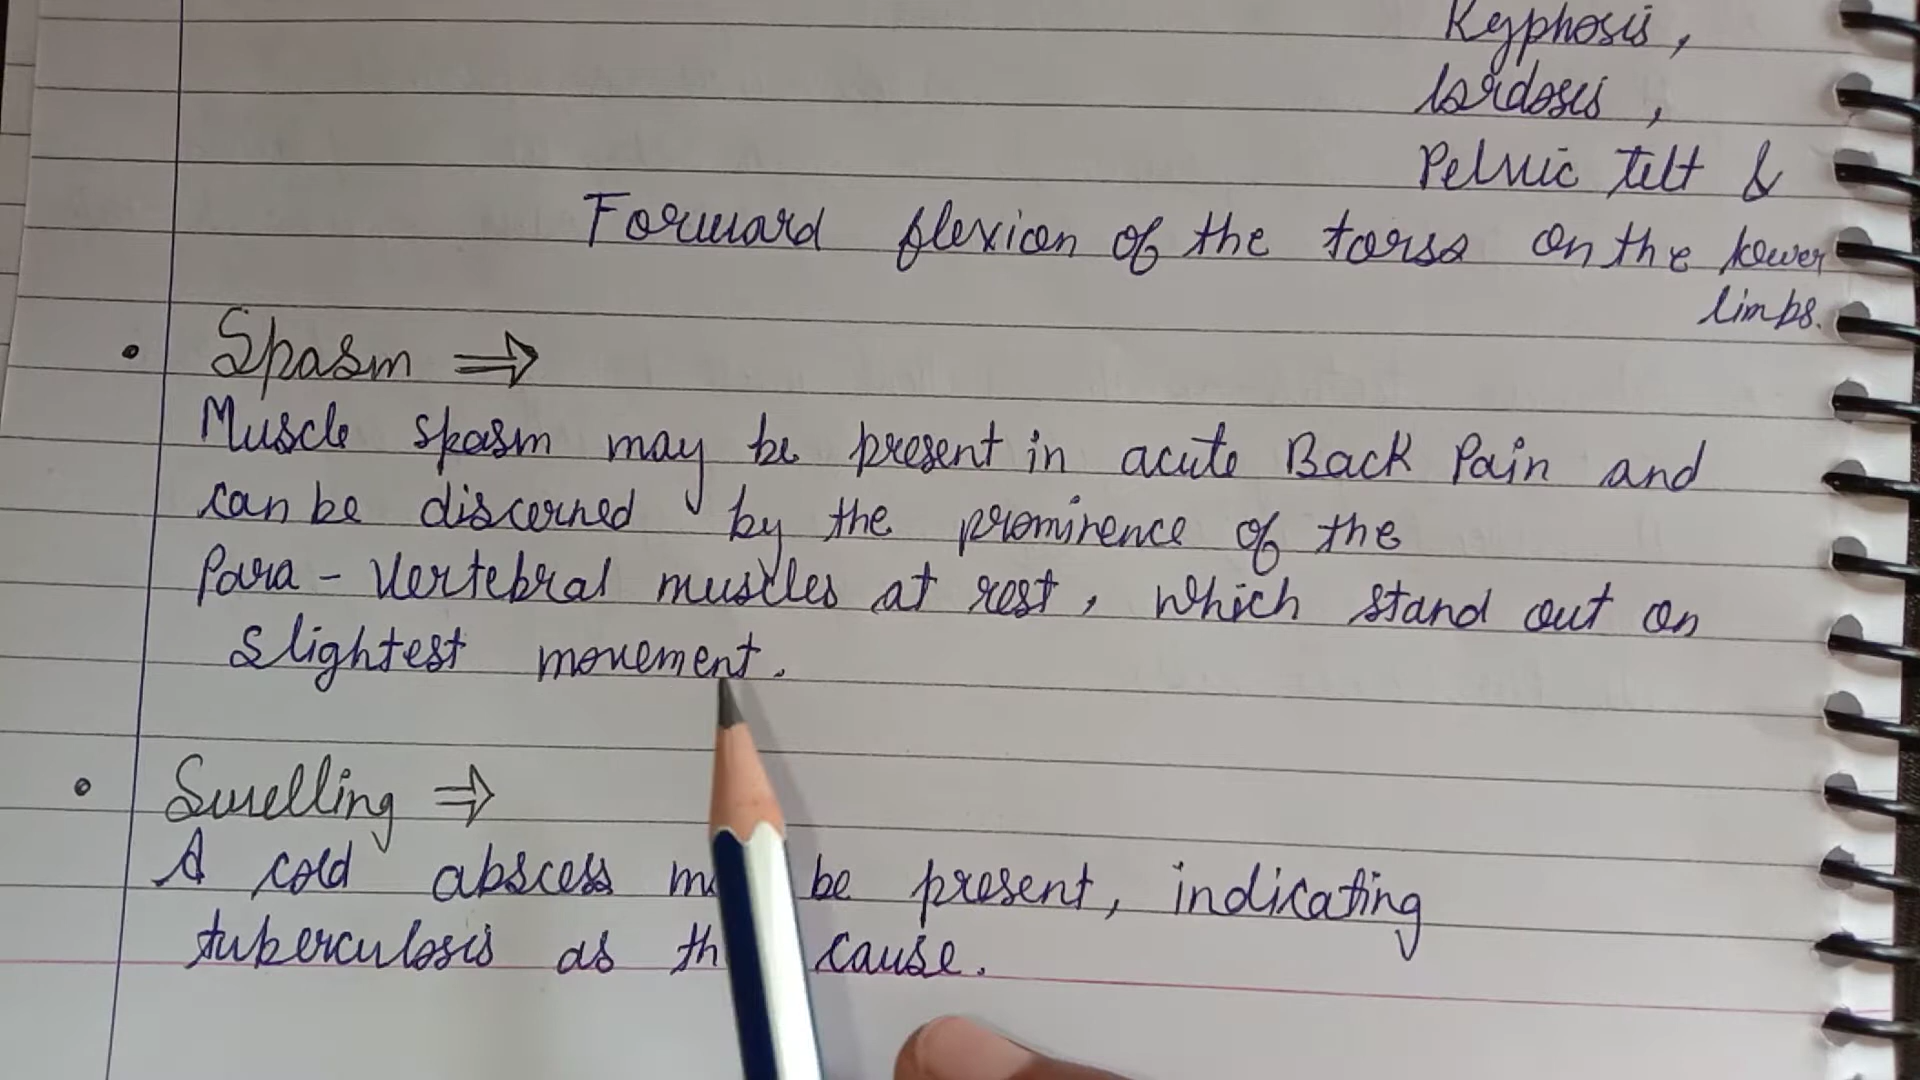 Kyphosis,
lordosis,
Pelvic tilt &
Forward flexion of the torso on the lower
limbs.
• Spasm ⇒
Muscle spasm may be present in acute Back Pain and
can be discerned by the prominence of the
Para-Vertebral muscles at rest, which stand out on
slightest movement.
• Swelling ⇒
A cold abscess m be present, indicating
tuberculosis as th cause.